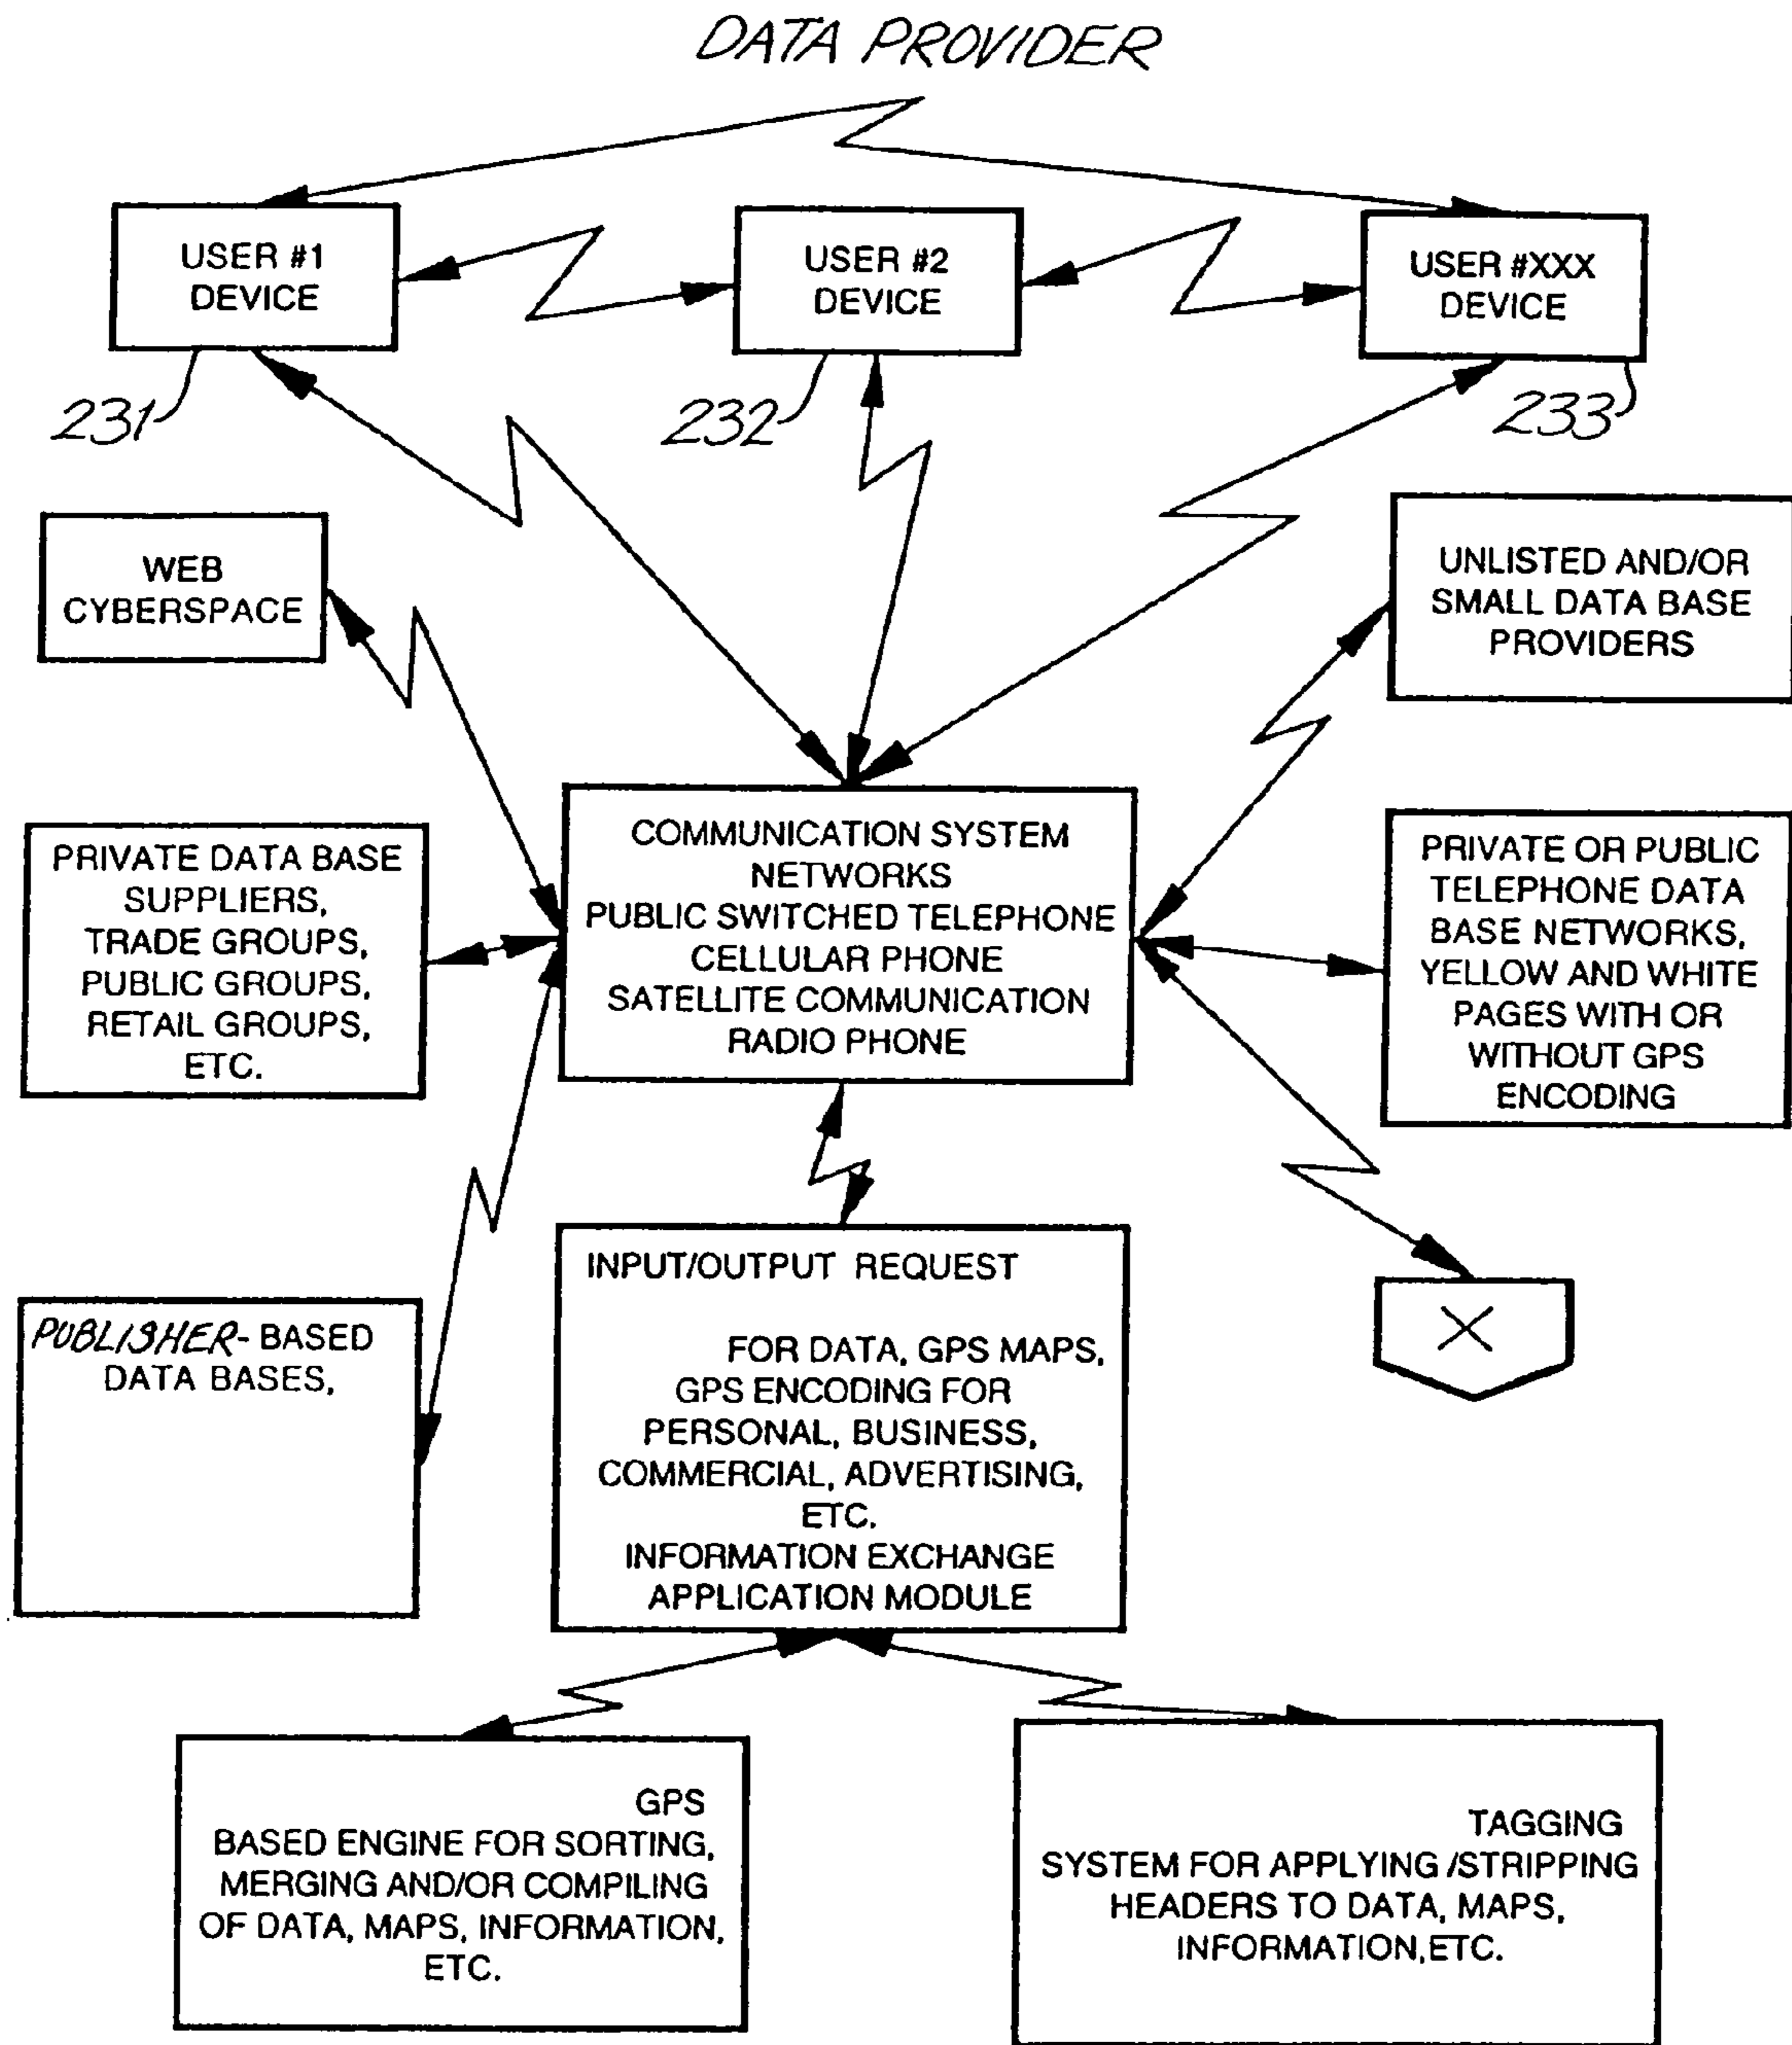 DATA PROVIDER
USER #1
DEVICE
USER #2
DEVICE
USER #XXX
DEVICE
231
232
233
WEB
CYBERSPACE
UNLISTED AND/OR
SMALL DATA BASE
PROVIDERS
PRIVATE DATA BASE
SUPPLIERS,
TRADE GROUPS,
PUBLIC GROUPS,
RETAIL GROUPS,
ETC.
COMMUNICATION SYSTEM
NETWORKS
PUBLIC SWITCHED TELEPHONE
CELLULAR PHONE
SATELLITE COMMUNICATION
RADIO PHONE
PRIVATE OR PUBLIC
TELEPHONE DATA
BASE NETWORKS,
YELLOW AND WHITE
PAGES WITH OR
WITHOUT GPS
ENCODING
PUBLISHER-BASED
DATA BASES,
INPUT/OUTPUT REQUEST
FOR DATA, GPS MAPS,
GPS ENCODING FOR
PERSONAL, BUSINESS,
COMMERCIAL, ADVERTISING,
ETC.
INFORMATION EXCHANGE
APPLICATION MODULE
X
GPS
BASED ENGINE FOR SORTING,
MERGING AND/OR COMPILING
OF DATA, MAPS, INFORMATION,
ETC.
TAGGING
SYSTEM FOR APPLYING /STRIPPING
HEADERS TO DATA, MAPS,
INFORMATION,ETC.